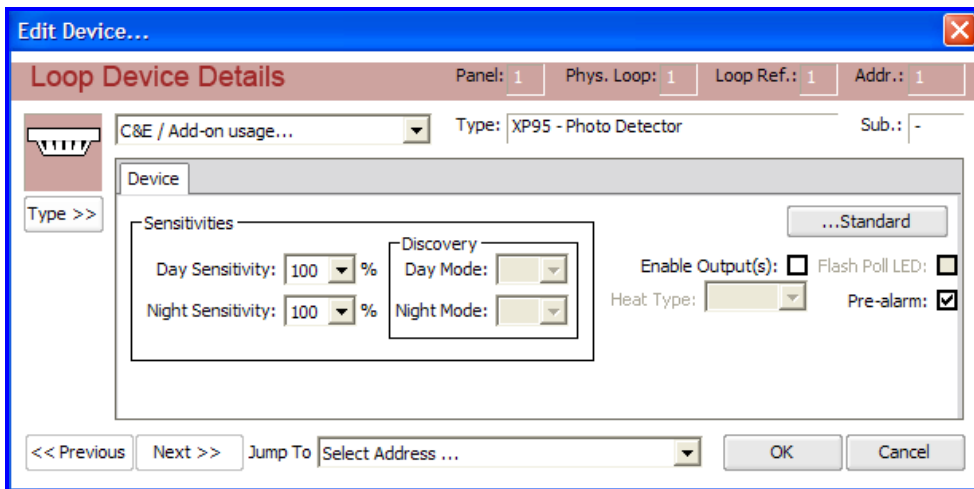 Edit Device...
Loop Device Details Panel: 1 Phys. Loop: 1 Loop Ref.: 1 Addr.: 1
C&E / Add-on usage... Type: XP95 - Photo Detector Sub.: -
Device
Type >>
Sensitivities
...Standard
Discovery
Day Sensitivity: 100 % Day Mode: Enable Output(s): Flash Poll LED:
Night Sensitivity: 100 % Night Mode: Heat Type: Pre-alarm:
<< Previous Next >> Jump To Select Address ... OK Cancel